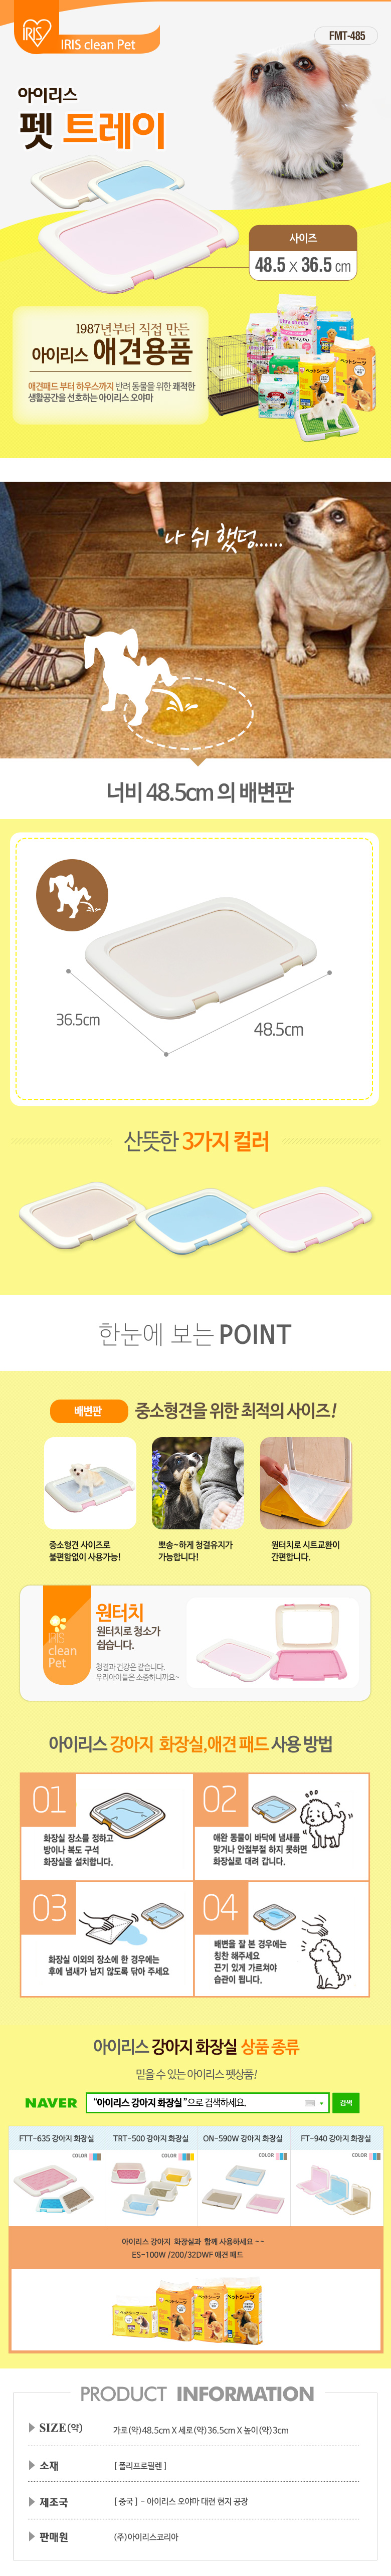 IRIS
IRIS clean Pet
FMT-485
아이리스
펫 트레이
사이즈
48.5 X 36.5 cm
1987년부터 직접 만든
아이리스 애견용품
애견패드 부터 하우스까지 반려 동물을 위한 쾌적한
생활공간을 선호하는 아이리스 오야마
나 쉬 했덩......
너비 48.5cm 의 배변판
36.5cm
48.5cm
산뜻한 3가지 컬러
한눈에 보는 POINT
배변판
중소형견을 위한 최적의 사이즈!
중소형견 사이즈로
불편함없이 사용가능!
뽀송~하게 청결유지가
가능합니다!
원터치로 시트교환이
간편합니다.
IRIS
clean
Pet
원터치
원터치로 청소가
쉽습니다.
청결과 건강은 같습니다.
우리아이들은 소중하니까요~
아이리스 강아지 화장실,애견 패드 사용 방법
01
화장실 장소를 정하고
방이나 복도 구석
화장실을 설치합니다.
02
애완 동물이 바닥에 냄새를
맞거나 안절부절 하지 못하면
화장실로 대려 갑니다.
03
화장실 이외의 장소에 한 경우에는
후에 냄새가 남지 않도록 닦아 주세요
04
배변을 잘 본 경우에는
칭찬 해주세요
끈기 있게 가르쳐야
습관이 됩니다.
아이리스 강아지 화장실 상품 종류
믿을 수 있는 아이리스 펫상품!
NAVER
"아이리스 강아지 화장실"으로 검색하세요.
검색
FTT-635 강아지 화장실
TRT-500 강아지 화장실
ON-590W 강아지 화장실
FT-940 강아지 화장실
COLOR
COLOR
COLOR
COLOR
아이리스 강아지 화장실과 함께 사용하세요 ~~
ES-100W /200/32DWF 애견 패드
PRODUCT INFORMATION
SIZE(약)
가로(약)48.5cm X 세로(약)36.5cm X 높이(약)3cm
소재
[ 폴리프로필렌 ]
제조국
[ 중국 ] - 아이리스 오야마 대련 현지 공장
판매원
(주)아이리스코리아